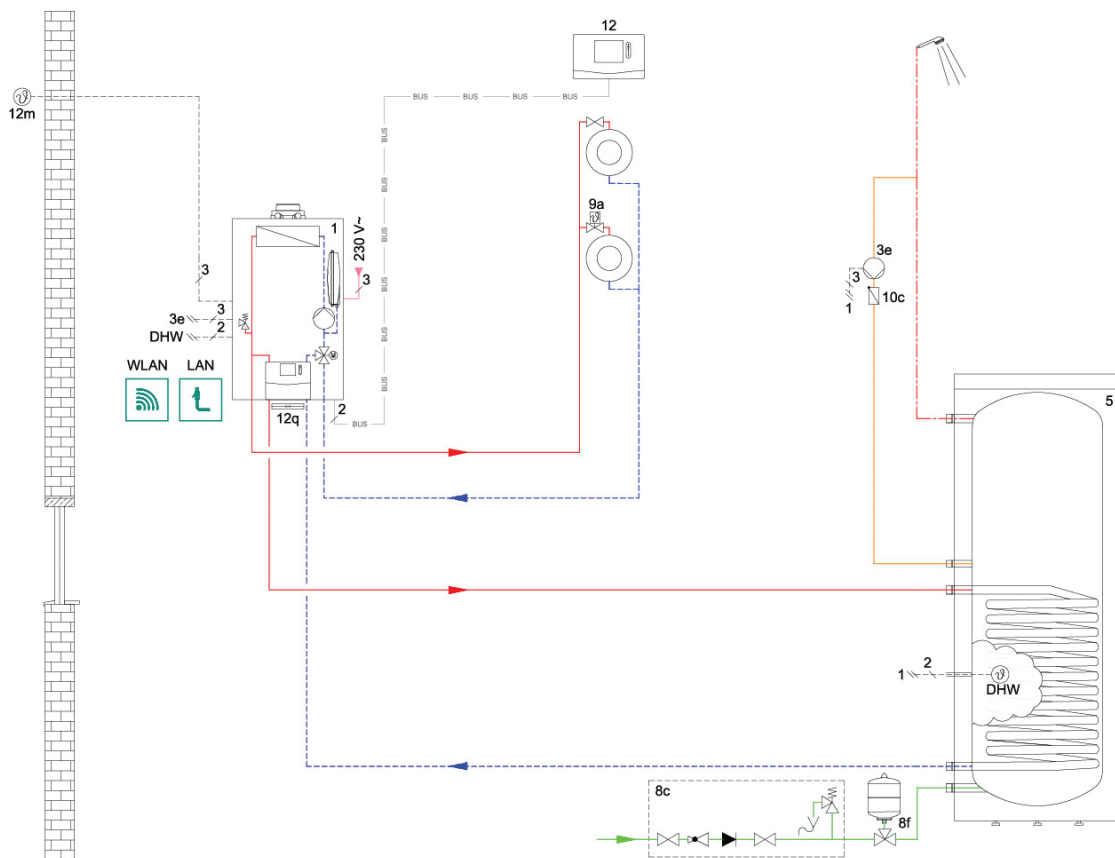 12
BUS BUS BUS BUS
12m
BUS
1
230 V~
BUS
9a
3e
3
10c
1
BUS
3
3
3e
3
DHW
2
BUS
WLAN LAN
BUS
12q
2
BUS
BUS
5
1
2
DHW
8c
8f